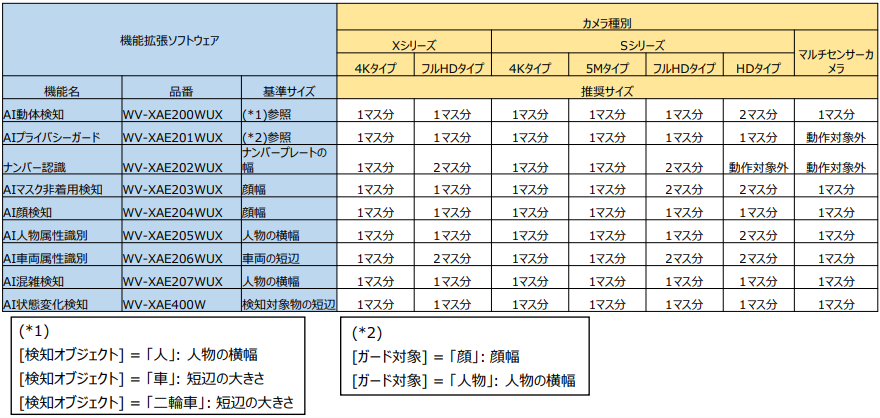 機能拡張ソフトウェア カメラ種別
Xシリーズ Sシリーズ マルチセンサーカメラ
4Kタイプ フルHDタイプ 4Kタイプ 5Mタイプ フルHDタイプ HDタイプ
機能名 品番 基準サイズ 推奨サイズ
AI動体検知 WV-XAE200WUX (*1)参照 1マス分 1マス分 1マス分 1マス分 1マス分 2マス分 1マス分
AIプライバシーガード WV-XAE201WUX (*2)参照 1マス分 1マス分 1マス分 1マス分 1マス分 1マス分 動作対象外
ナンバー認識 WV-XAE202WUX ナンバープレートの幅 1マス分 2マス分 1マス分 1マス分 2マス分 動作対象外 動作対象外
AIマスク非着用検知 WV-XAE203WUX 顔幅 1マス分 1マス分 1マス分 1マス分 2マス分 2マス分 1マス分
AI顔検知 WV-XAE204WUX 顔幅 1マス分 1マス分 1マス分 1マス分 1マス分 1マス分 1マス分
AI人物属性識別 WV-XAE205WUX 人物の横幅 1マス分 1マス分 1マス分 1マス分 1マス分 2マス分 1マス分
AI車両属性識別 WV-XAE206WUX 車両の短辺 1マス分 2マス分 1マス分 1マス分 2マス分 2マス分 1マス分
AI混雑検知 WV-XAE207WUX 人物の横幅 1マス分 1マス分 1マス分 1マス分 1マス分 1マス分 1マス分
AI状態変化検知 WV-XAE400W 検知対象物の短辺 1マス分 1マス分 1マス分 1マス分 1マス分 1マス分 1マス分
(*1)
[検知オブジェクト] = 「人」: 人物の横幅
[検知オブジェクト] = 「車」: 短辺の大きさ
[検知オブジェクト] = 「二輪車」: 短辺の大きさ
(*2)
[ガード対象] = 「顔」: 顔幅
[ガード対象] = 「人物」: 人物の横幅